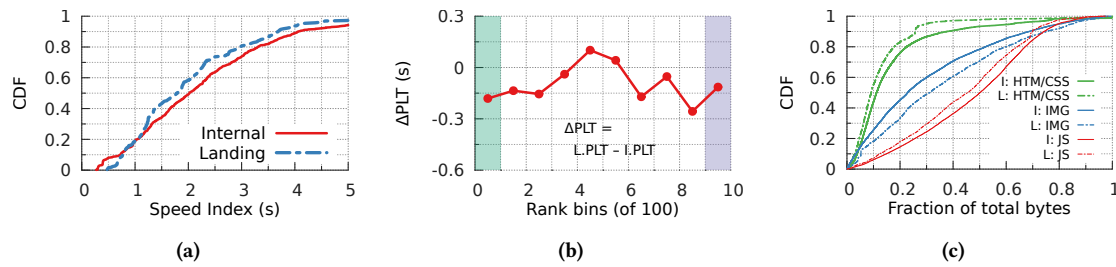 CDF
1
0.8
0.6
0.4
0.2
0
0 1 2 3 4 5
Internal
Landing
Speed Index (s)
(a)
ΔPLT (s)
0.3
0
-0.3
-0.6
0 2 4 6 8 10
ΔPLT =
L.PLT – I.PLT
Rank bins (of 100)
(b)
CDF
1
0.8
0.6
0.4
0.2
0
0 0.2 0.4 0.6 0.8 1
I: HTM/CSS
L: HTM/CSS
I: IMG
L: IMG
I: JS
L: JS
Fraction of total bytes
(c)